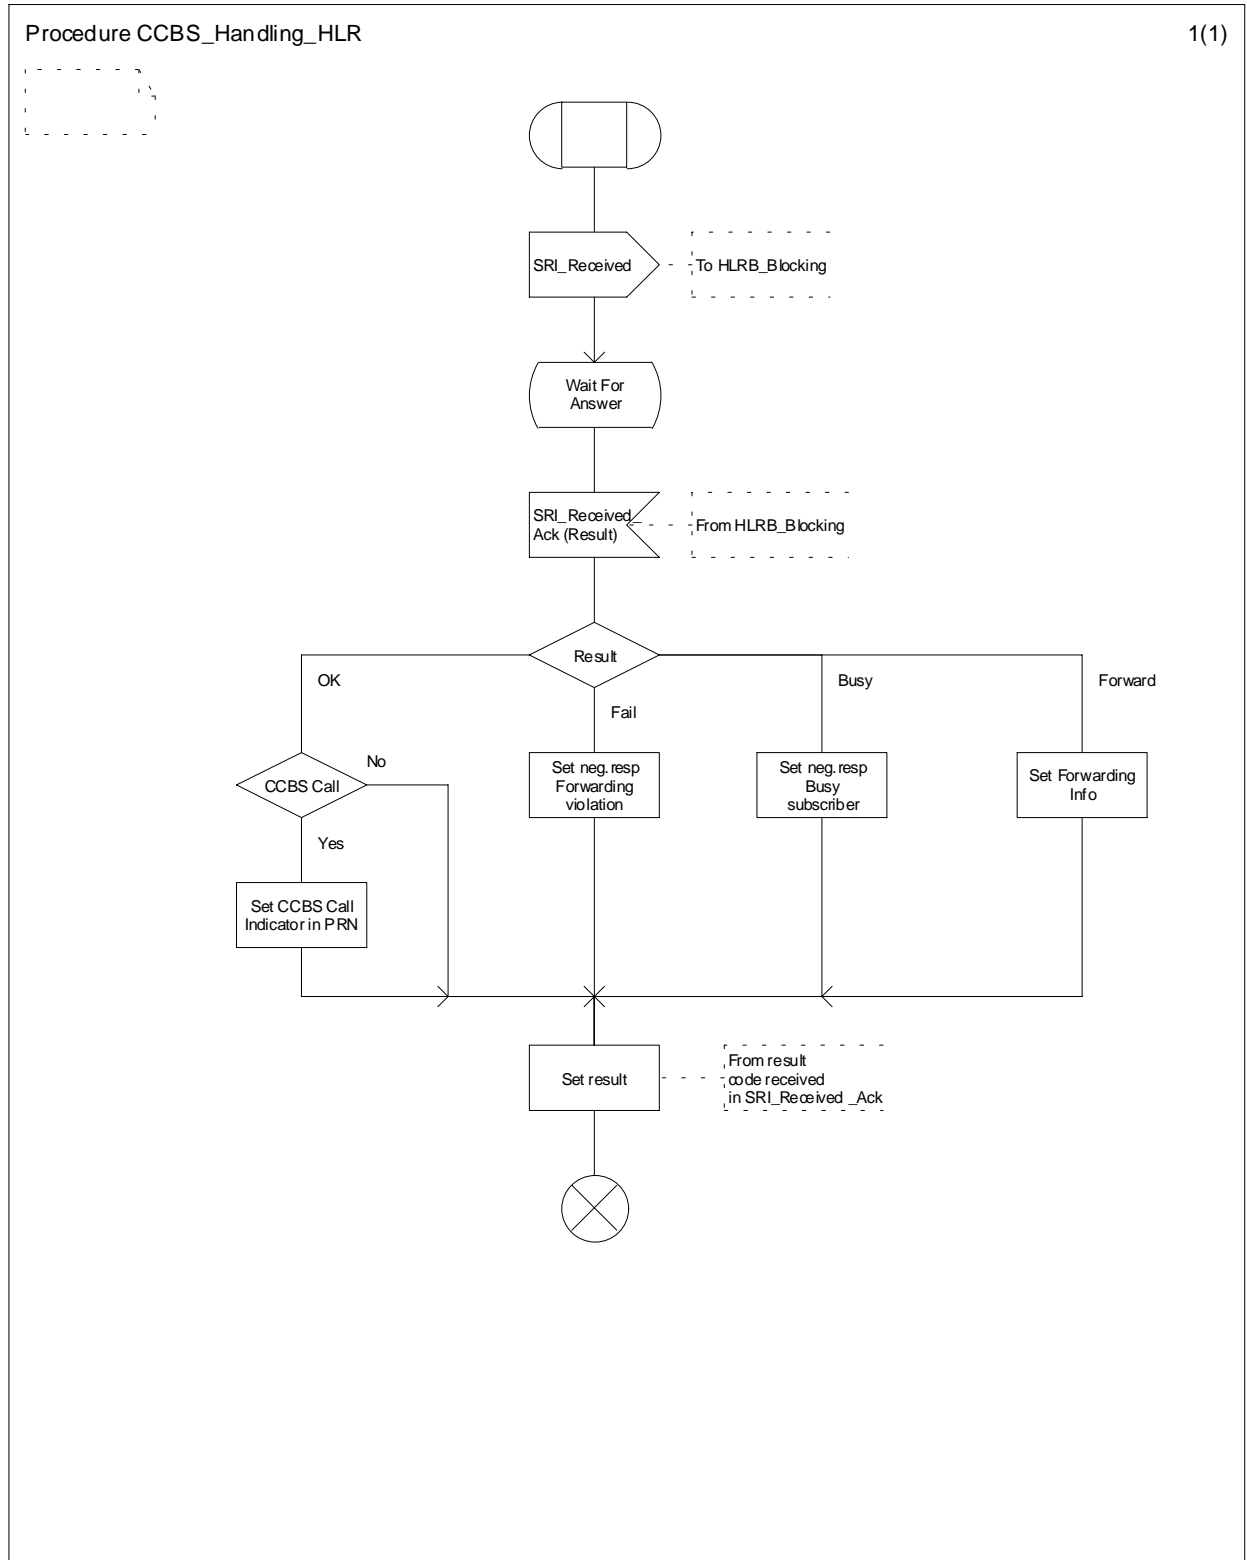 Procedure CCBS_Handling_HLR
1(1)
SRI_Received
To HLRB_Blocking
Wait For
Answer
SRI_Received_
Ack (Result)
From HLRB_Blocking
Result
OK
Fail
Busy
Forward
CCBS Call
No
Yes
Set neg.resp
Forwarding
violation
Set neg.resp
Busy
subscriber
Set Forwarding
Info
Set CCBS Call
Indicator in PRN
Set result
From result
code received
in SRI_Received _Ack